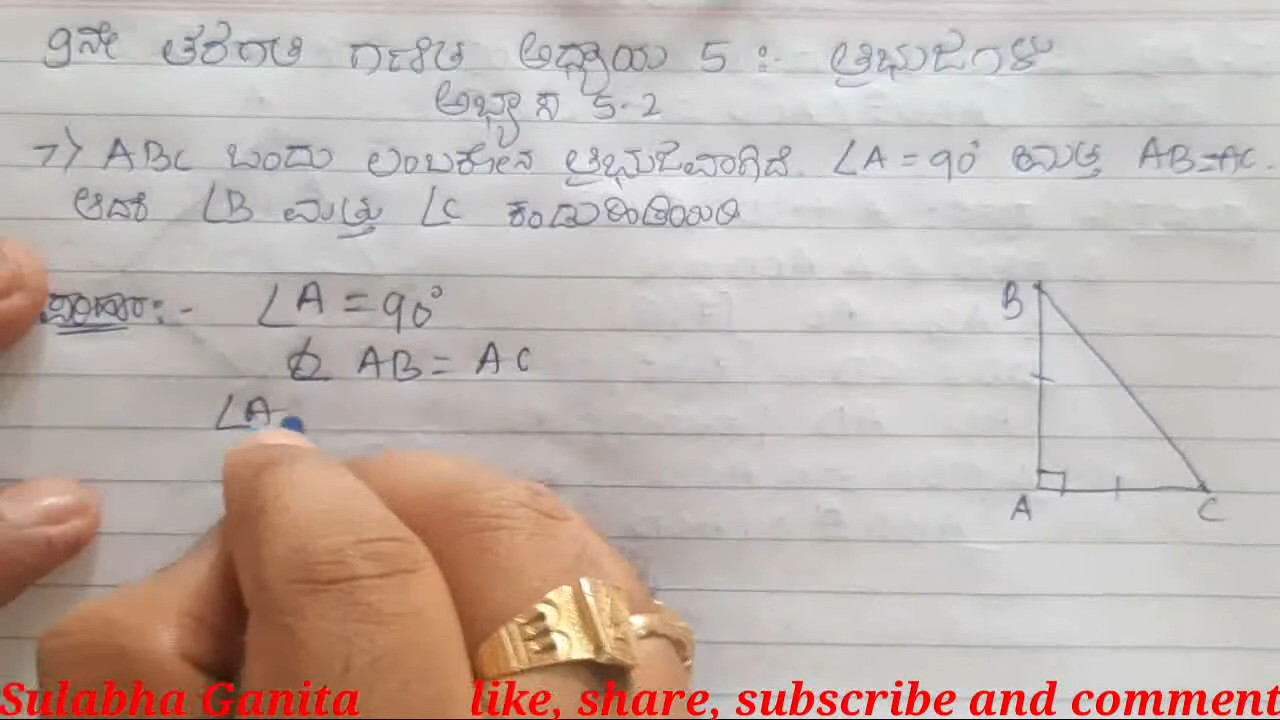 9ನೇ ತರಗತಿ ಗಣಿತ ಅಧ್ಯಾಯ 5 :- ತ್ರಿಭುಜಗಳು
ಅಭ್ಯಾಸ 5.2
7) ABC ಒಂದು ಲಂಬಕೋನ ತ್ರಿಭುಜವಾಗಿದೆ. ∠A = 90° ಮತ್ತು AB=AC.
ಆದರೆ ∠B ಮತ್ತು ∠C ಕಂಡುಹಿಡಿಯಿರಿ
:- ∠A = 90°
& AB = AC
∠A
B
A
C
Sulabha Ganita like, share, subscribe and comment